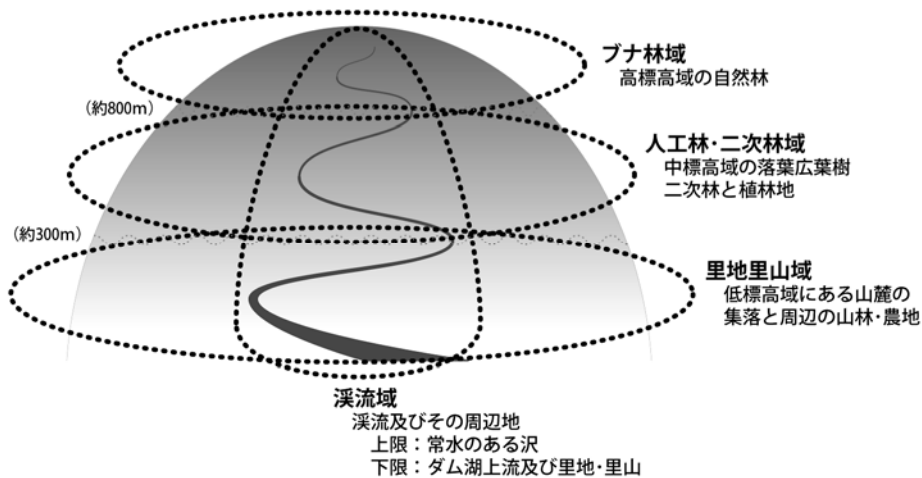 ブナ林域
高標高域の自然林
(約800m)
人工林・二次林域
中標高域の落葉広葉樹
二次林と植林地
(約300m)
里地里山域
低標高域にある山麓の
集落と周辺の山林・農地
渓流域
渓流及びその周辺地
上限：常水のある沢
下限：ダム湖上流及び里地・里山